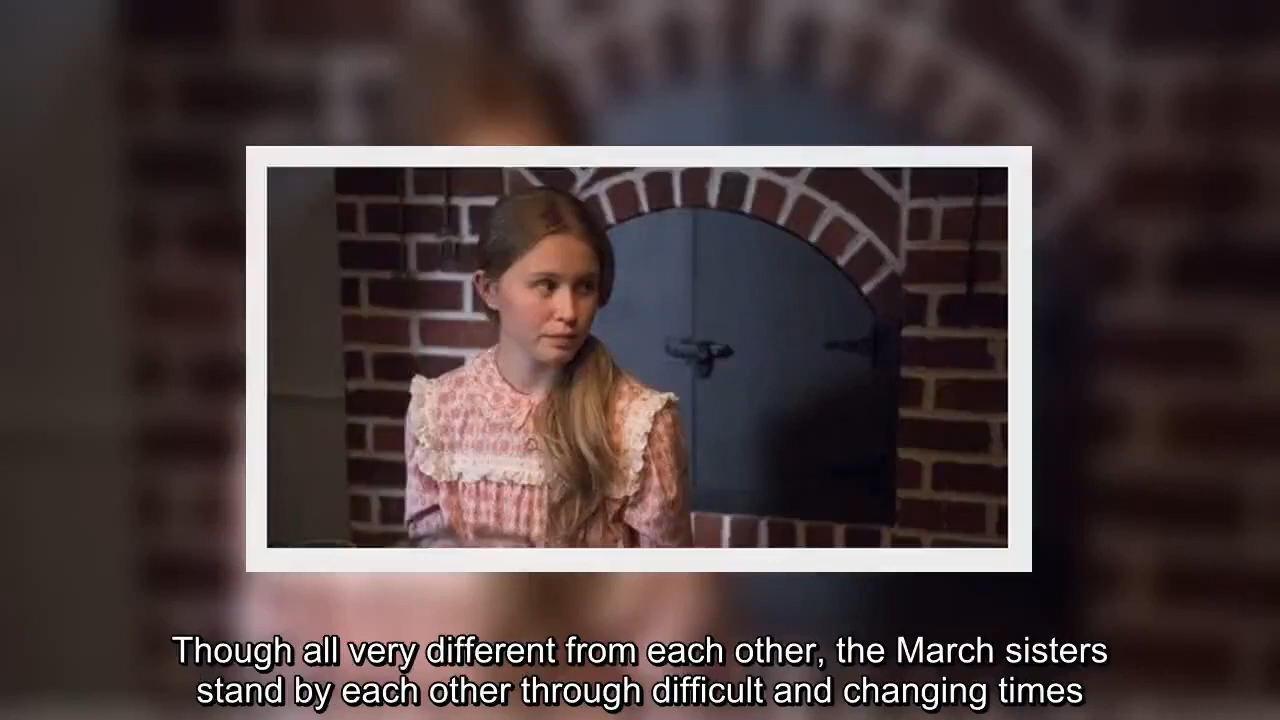 Though all very different from each other, the March sisters
stand by each other through difficult and changing times